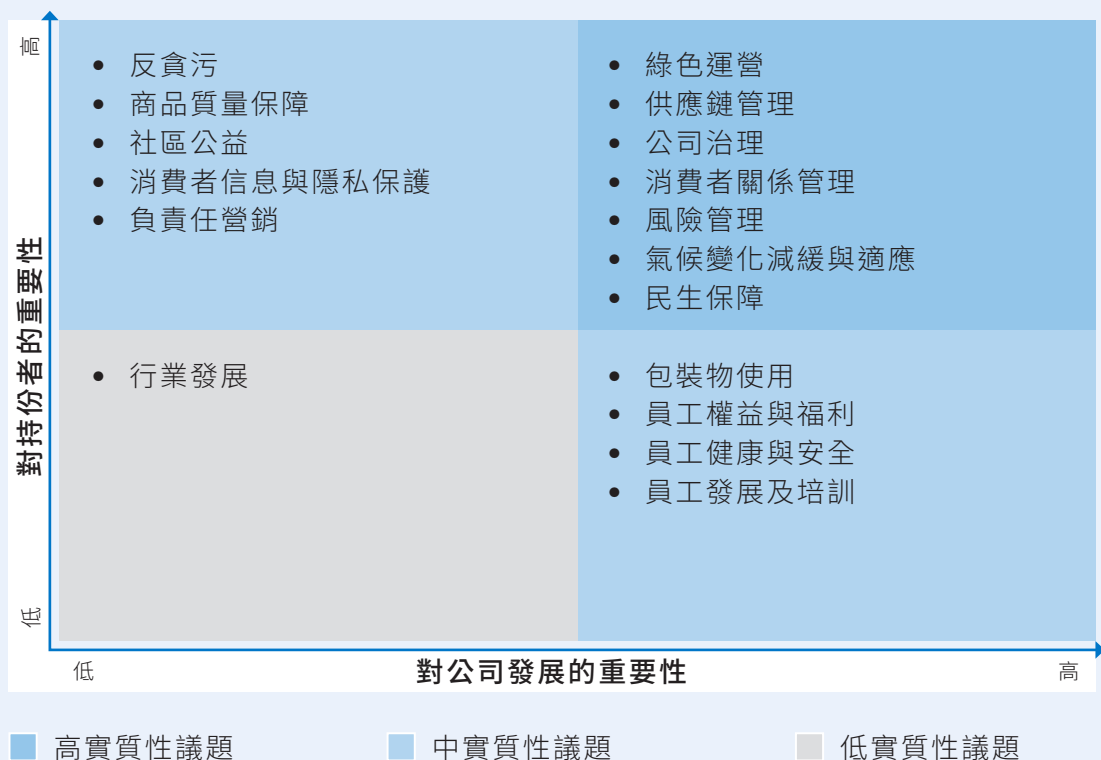 高
反貪污
商品質量保障
社區公益
消費者信息與隱私保護
負責任營銷
綠色運營
供應鏈管理
公司治理
消費者關係管理
風險管理
氣候變化減緩與適應
民生保障
對持份者的重要性
行業發展
包裝物使用
員工權益與福利
員工健康與安全
員工發展及培訓
低
低
對公司發展的重要性
高
高實質性議題
中實質性議題
低實質性議題